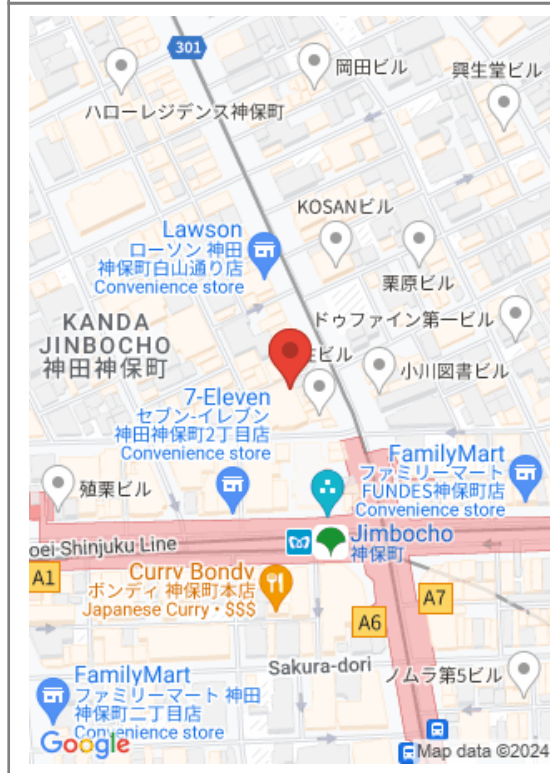 301
岡田ビル
興生堂ビル
ハローレジデンス神保町
KOSANビル
Lawson
ローソン 神田
神保町白山通り店
Convenience store
栗原ビル
KANDA
JINBOCHO
神田神保町
ドゥファイン第一ビル
Eビル
小川図書ビル
7-Eleven
セブン-イレブン
神田神保町2丁目店
Convenience store
FamilyMart
ファミリーマート
FUNDES神保町店
Convenience store
殖栗ビル
Jimbocho
神保町
oei Shinjuku Line
A1
Curry Bondy
ボンディ 神保町本店
Japanese Curry・$$$
A7
A6
Sakura-dori
ノムラ第5ビル
FamilyMart
ファミリーマート 神田
神保町二丁目店
Convenience store
Google
Map data ©2024